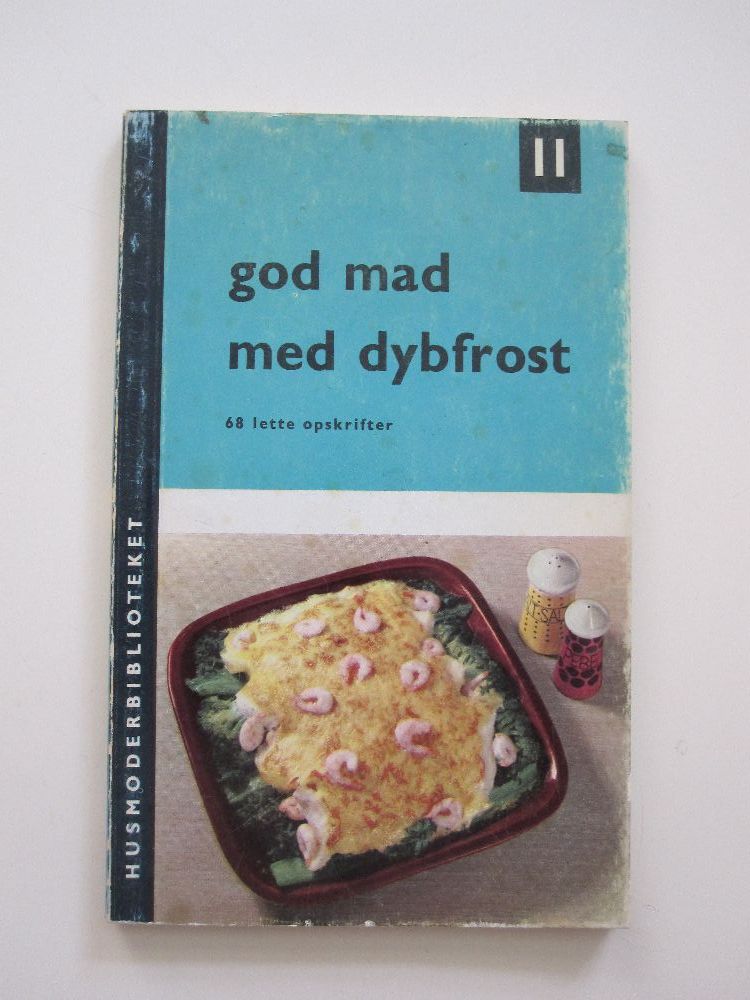 11
god mad
med dybfrost
68 lette opskrifter
HUSMODERBIBLIOTEKET